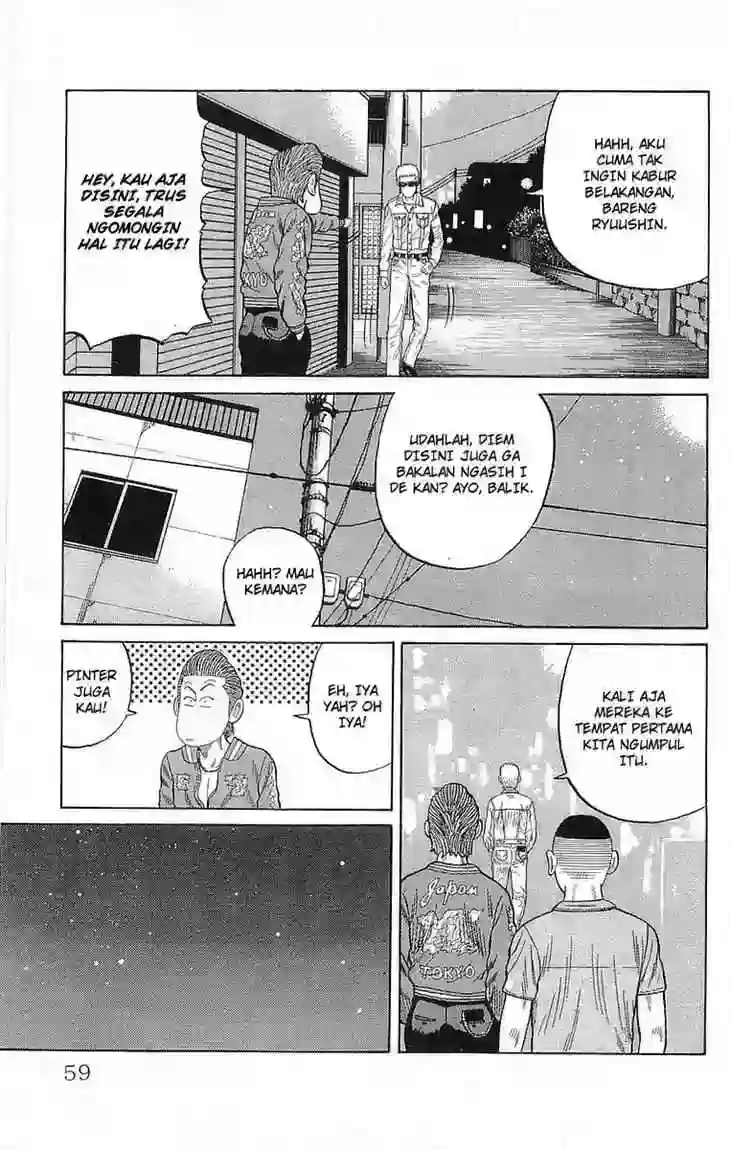 HAHH, AKU
CUMA TAK
INGIN KABUR
BELAKANGAN,
BARENG
RYUUSHIN.
HEY, KAU AJA
DISINI, TRUS
SEGALA
NGOMONGIN
HAL ITU LAGI!
UDAHLAH, DIEM
DISINI JUGA GA
BAKALAN NGASIH I
DE KAN? AYO, BALIK.
HAHH? MAU
KEMANA?
KALI AJA
MEREKA KE
TEMPAT PERTAMA
KITA NGUMPUL
ITU.
Japan
TOKYO
EH, IYA
YAH? OH
IYA!
PINTER
JUGA
KAU!
59